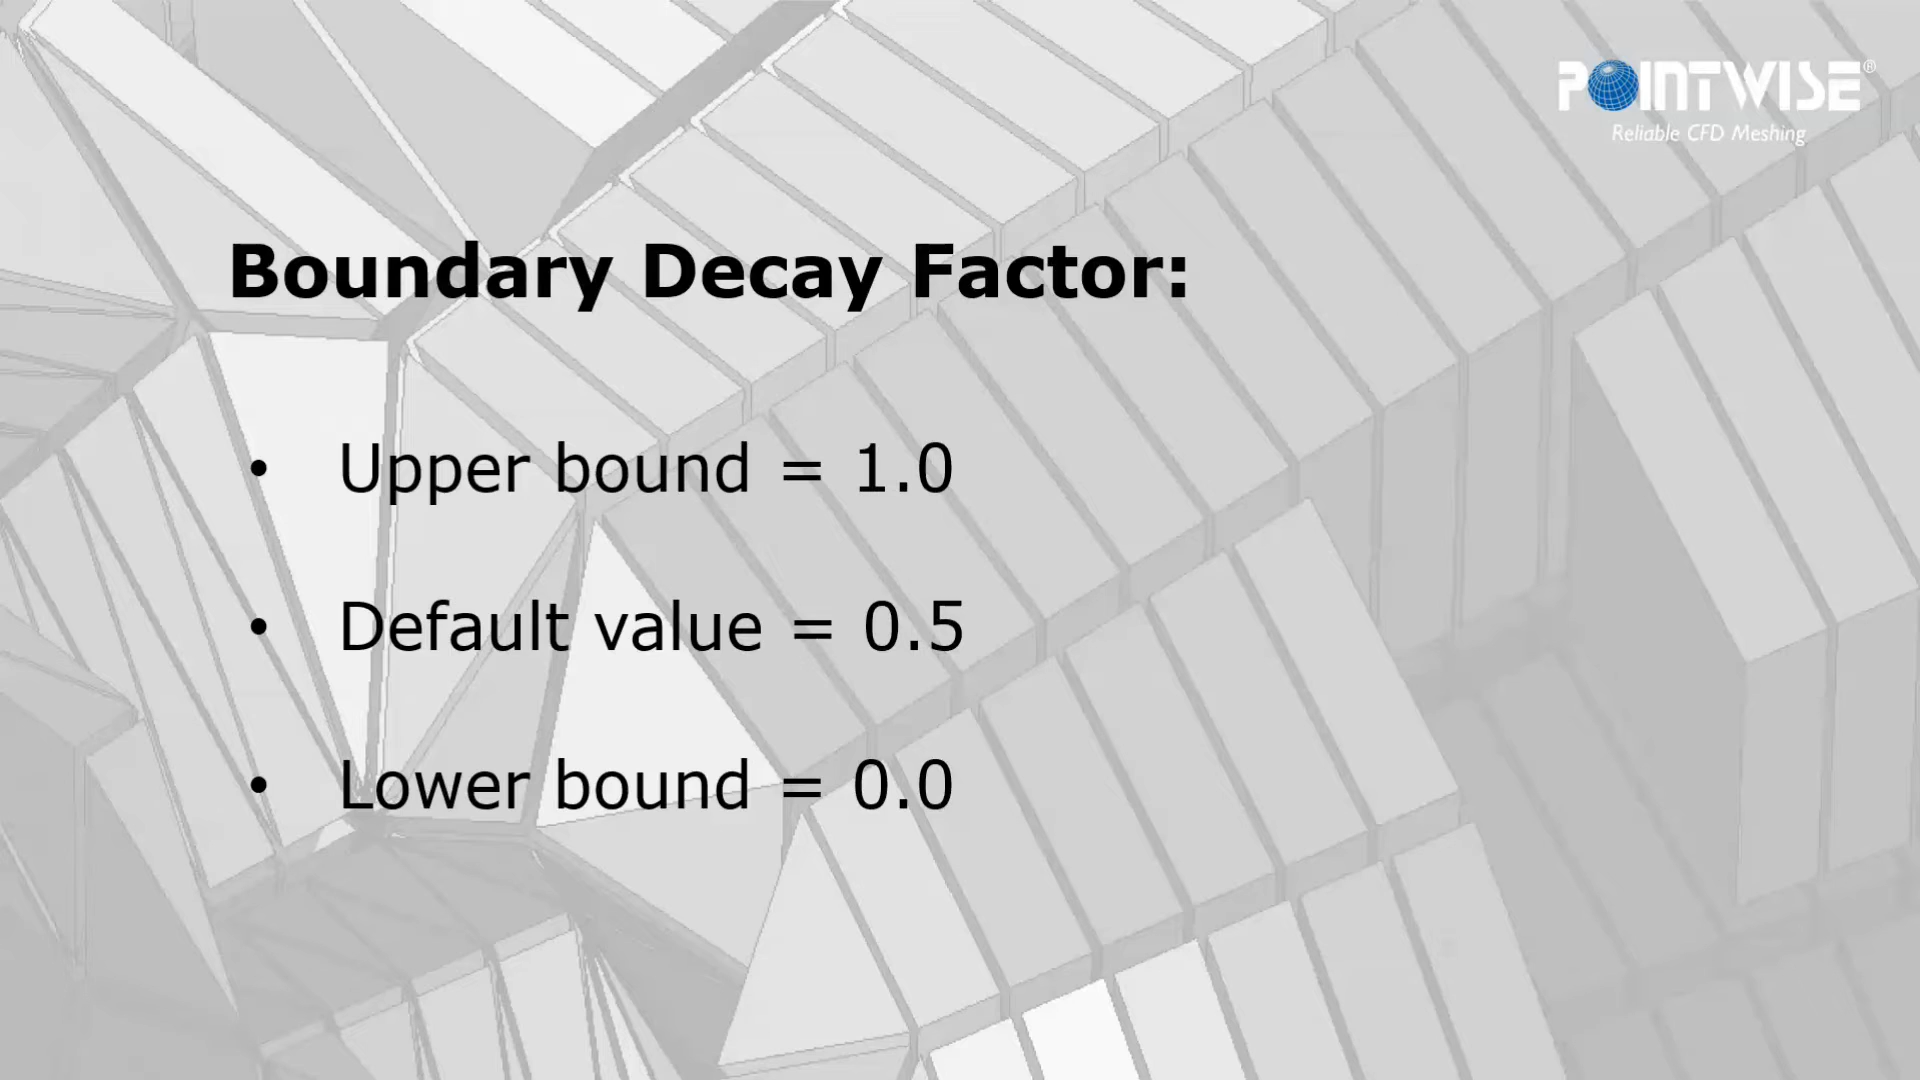 POINTWISE®
Reliable CFD Meshing
Boundary Decay Factor:
• Upper bound = 1.0
• Default value = 0.5
• Lower bound = 0.0